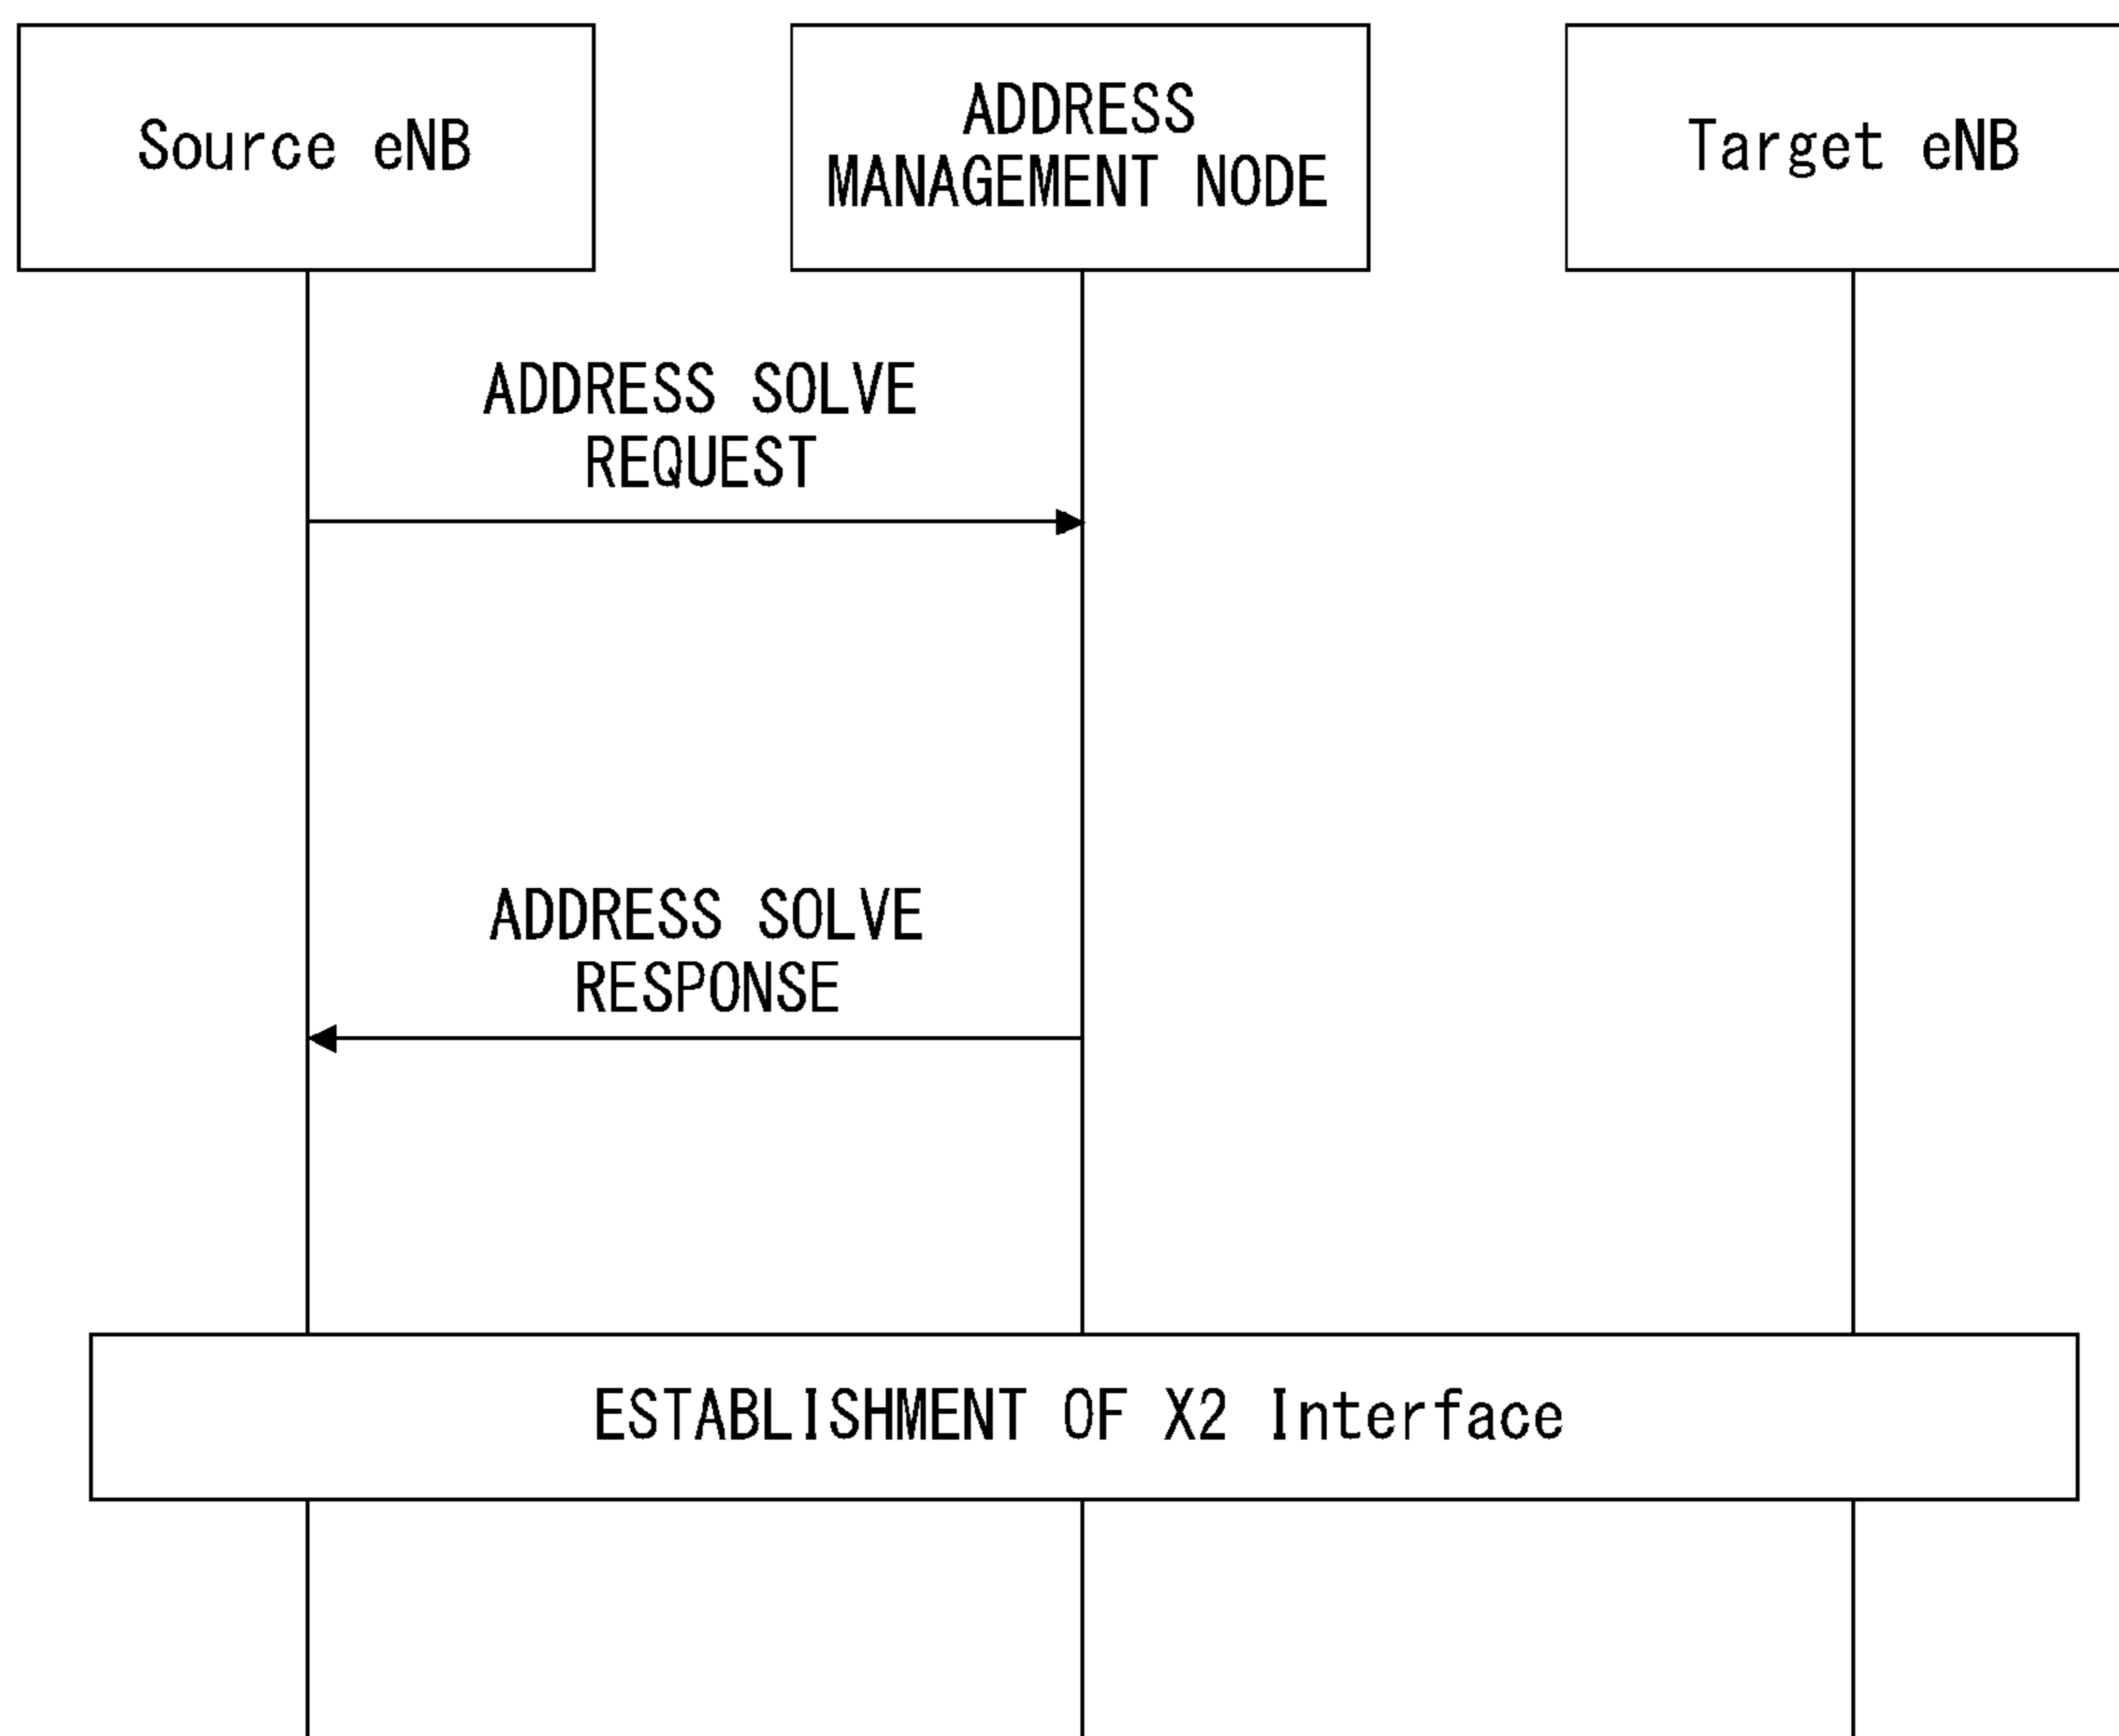 Source eNB
ADDRESS
MANAGEMENT NODE
Target eNB
ADDRESS SOLVE
REQUEST
ADDRESS SOLVE
RESPONSE
ESTABLISHMENT OF X2 Interface